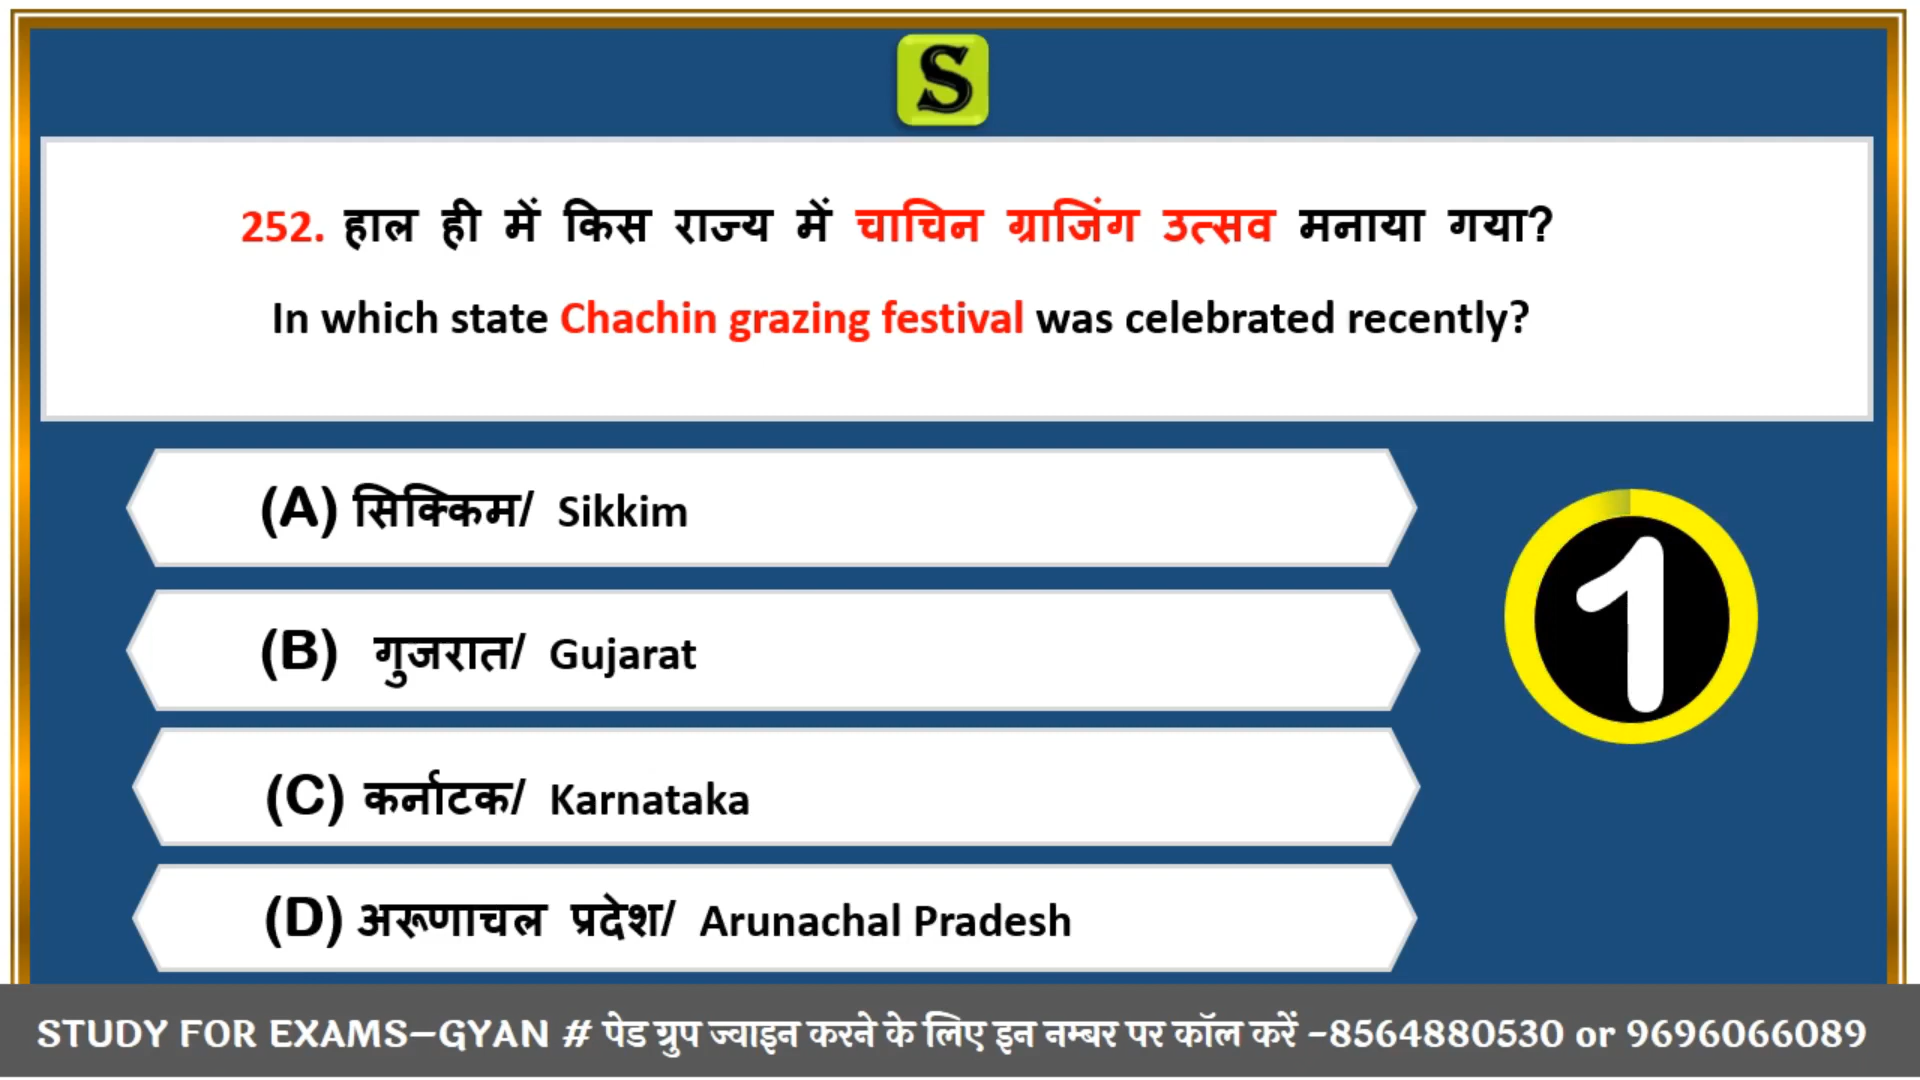 S
252. हाल ही में किस राज्य में चाचिन ग्राजिंग उत्सव मनाया गया?
In which state Chachin grazing festival was celebrated recently?
(A) सिक्किम/ Sikkim
(B) गुजरात/ Gujarat
1
(C) कर्नाटक/ Karnataka
(D) अरूणाचल प्रदेश/ Arunachal Pradesh
STUDY FOR EXAMS–GYAN # पेड ग्रुप ज्वाइन करने के लिए इन नम्बर पर कॉल करें –8564880530 or 9696066089